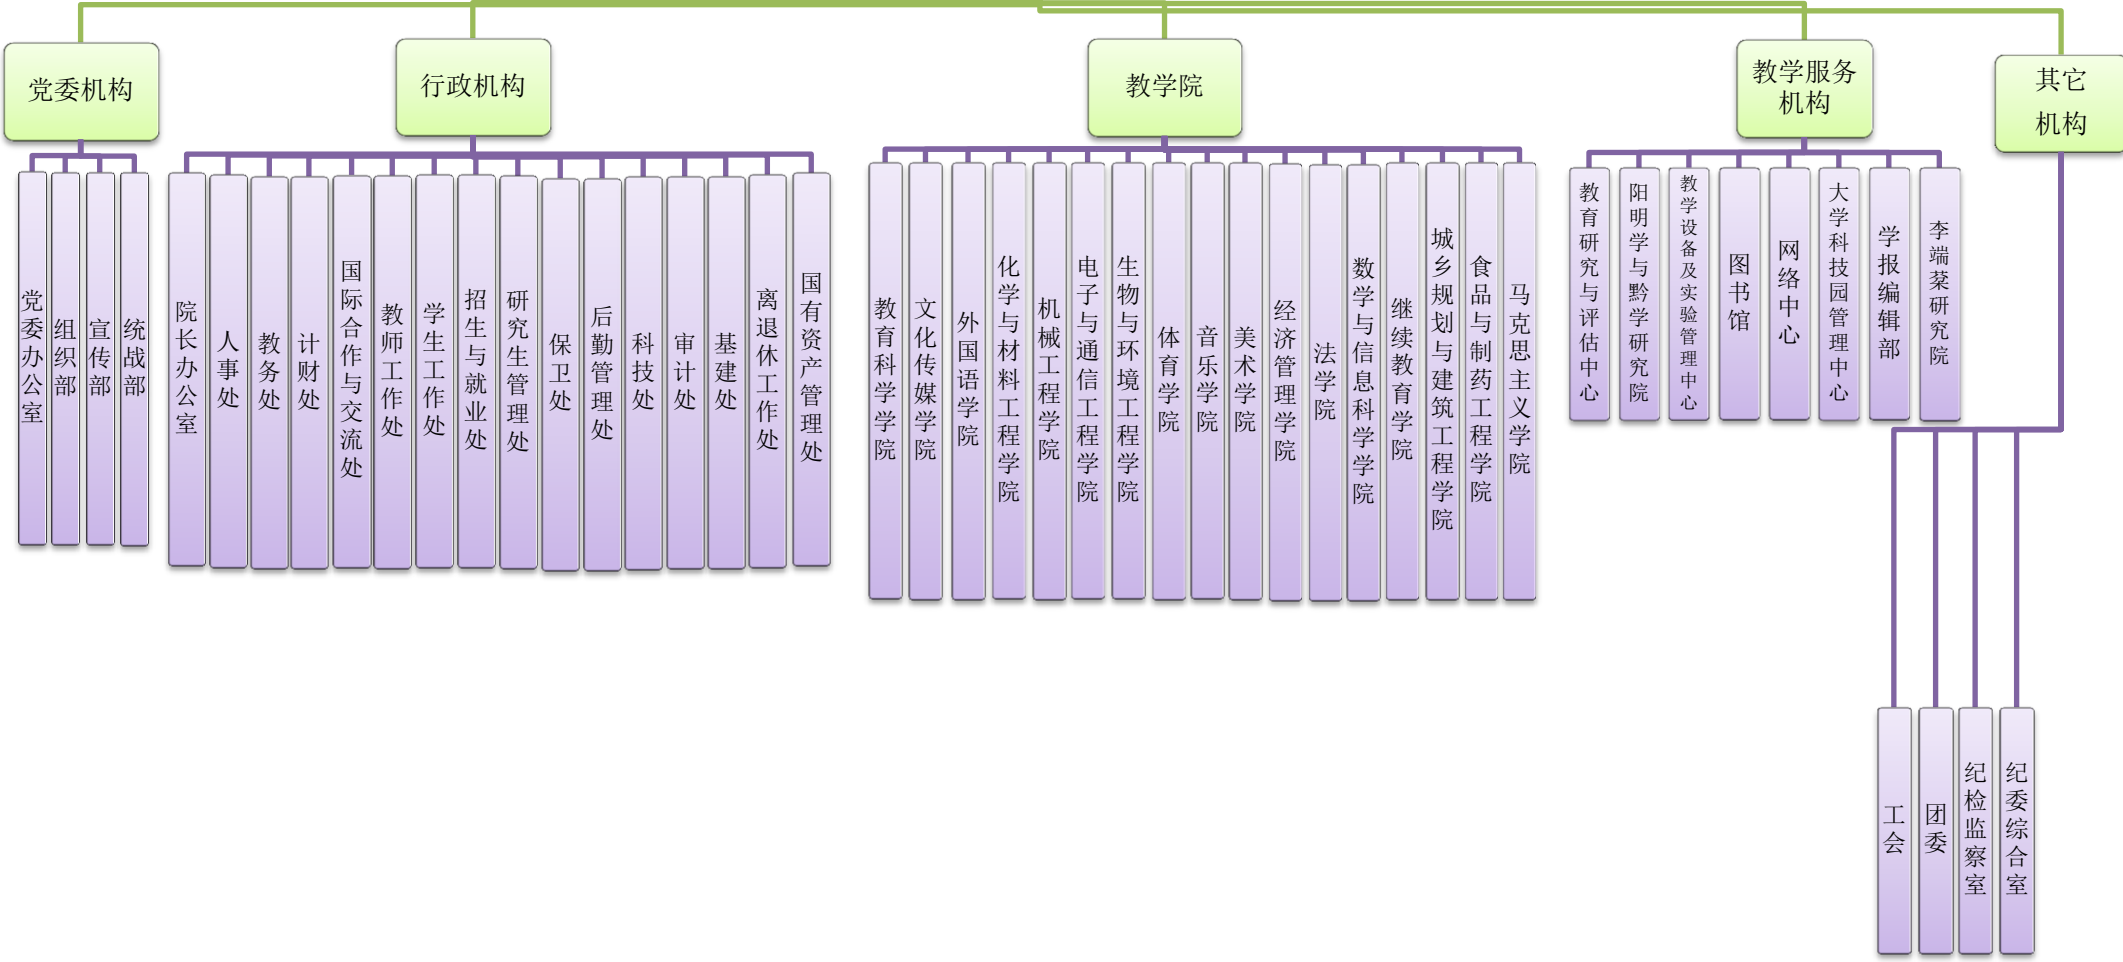 党委机构
行政机构
教学院
教学服务
机构
其它
机构
党委办公室
组织部
宣传部
统战部
院长办公室
人事处
教务处
计财处
国际合作与交流处
教师工作处
学生工作处
招生与就业处
研究生管理处
保卫处
后勤管理处
科技处
审计处
基建处
离退休工作处
国有资产管理处
教育科学学院
文化传媒学院
外国语学院
化学与材料工程学院
机械工程学院
电子与通信工程学院
生物与环境工程学院
体育学院
音乐学院
美术学院
经济管理学院
法学院
数学与信息科学学院
继续教育学院
城乡规划与建筑工程学院
食品与制药工程学院
马克思主义学院
教育研究与评估中心
阳明学与黔学研究院
教学设备及实验管理中心
图书馆
网络中心
大学科技园管理中心
学报编辑部
李端棻研究院
工会
团委
纪检监察室
纪委综合室